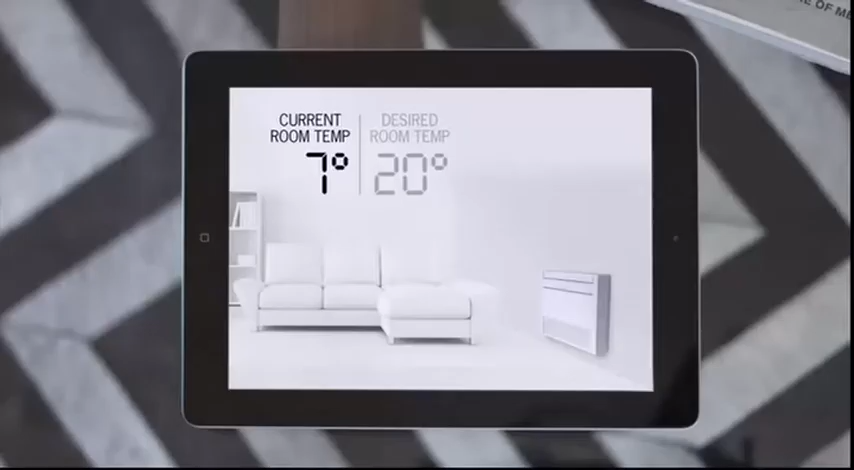 CURRENT
ROOM TEMP
7°
DESIRED
ROOM TEMP
20°